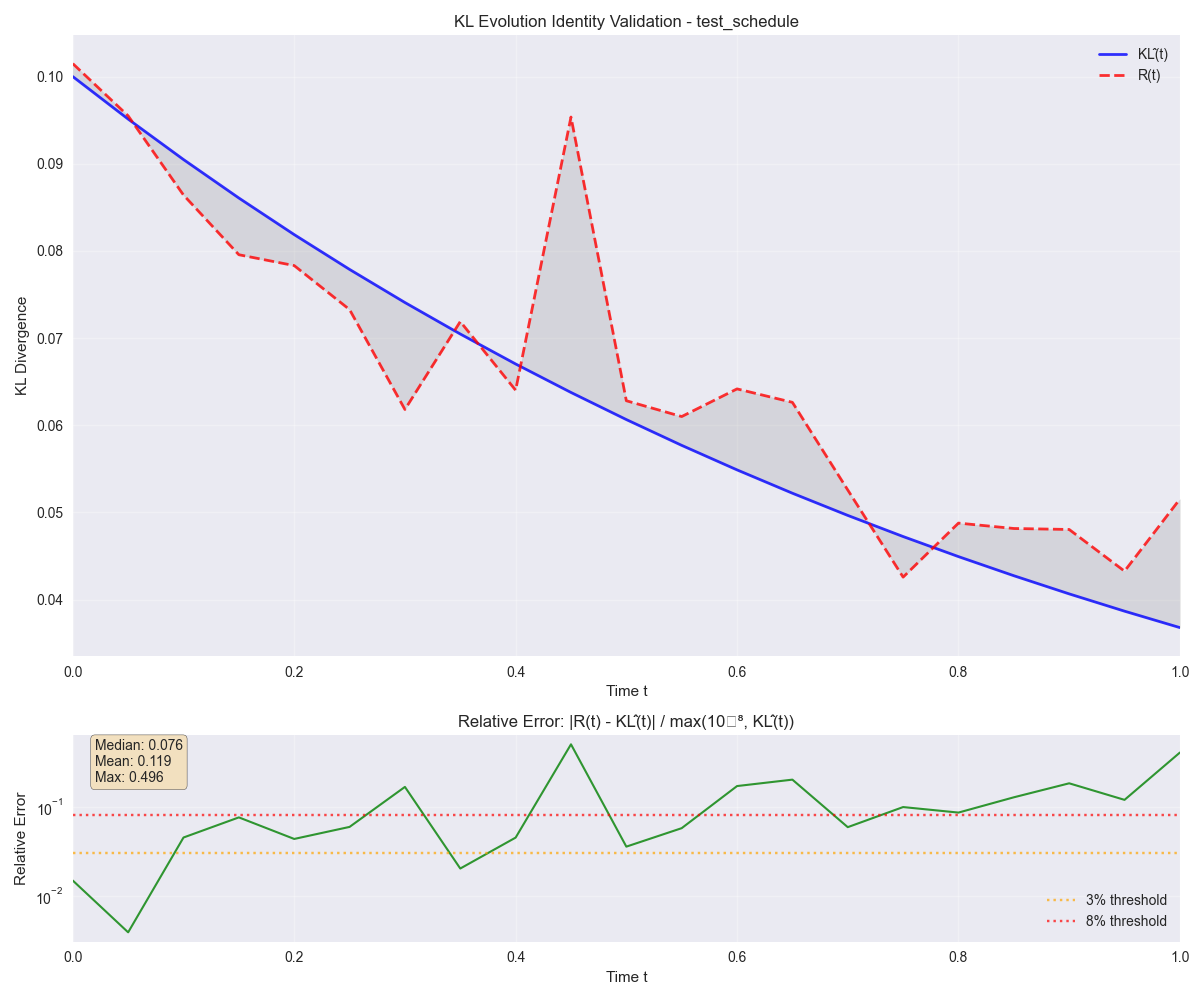 KL Evolution Identity Validation - test_schedule
KL̂(t)
R(t)
0.10
0.09
0.08
0.07
0.06
0.05
0.04
KL Divergence
0.0 0.2 0.4 0.6 0.8 1.0
Time t
Relative Error: |R(t) - KL̂(t)| / max(10□⁸, KL̂(t))
Median: 0.076
Mean: 0.119
Max: 0.496
10⁻¹
10⁻²
Relative Error
3% threshold
8% threshold
0.0 0.2 0.4 0.6 0.8 1.0
Time t